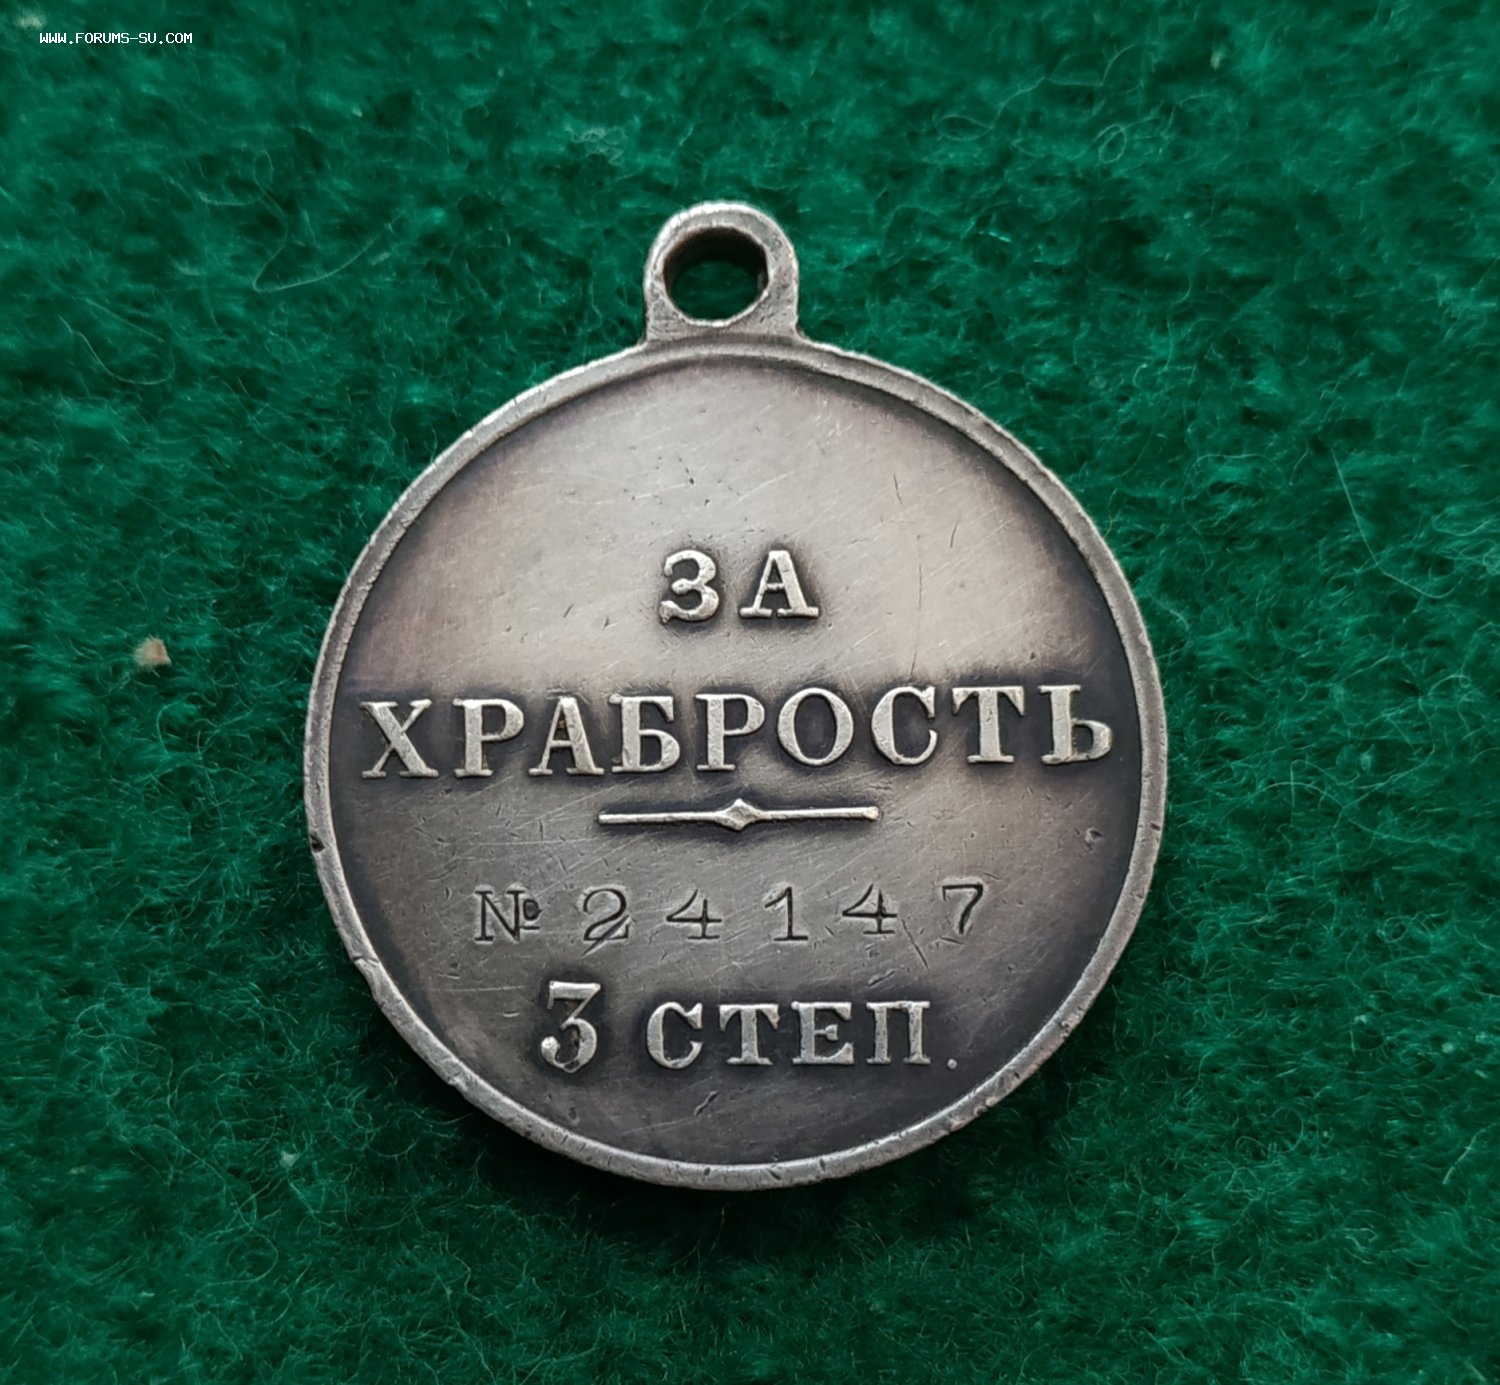 WWW.FORUMS-SU.COM
ЗА
ХРАБРОСТЬ
№ 24147
3 СТЕП.